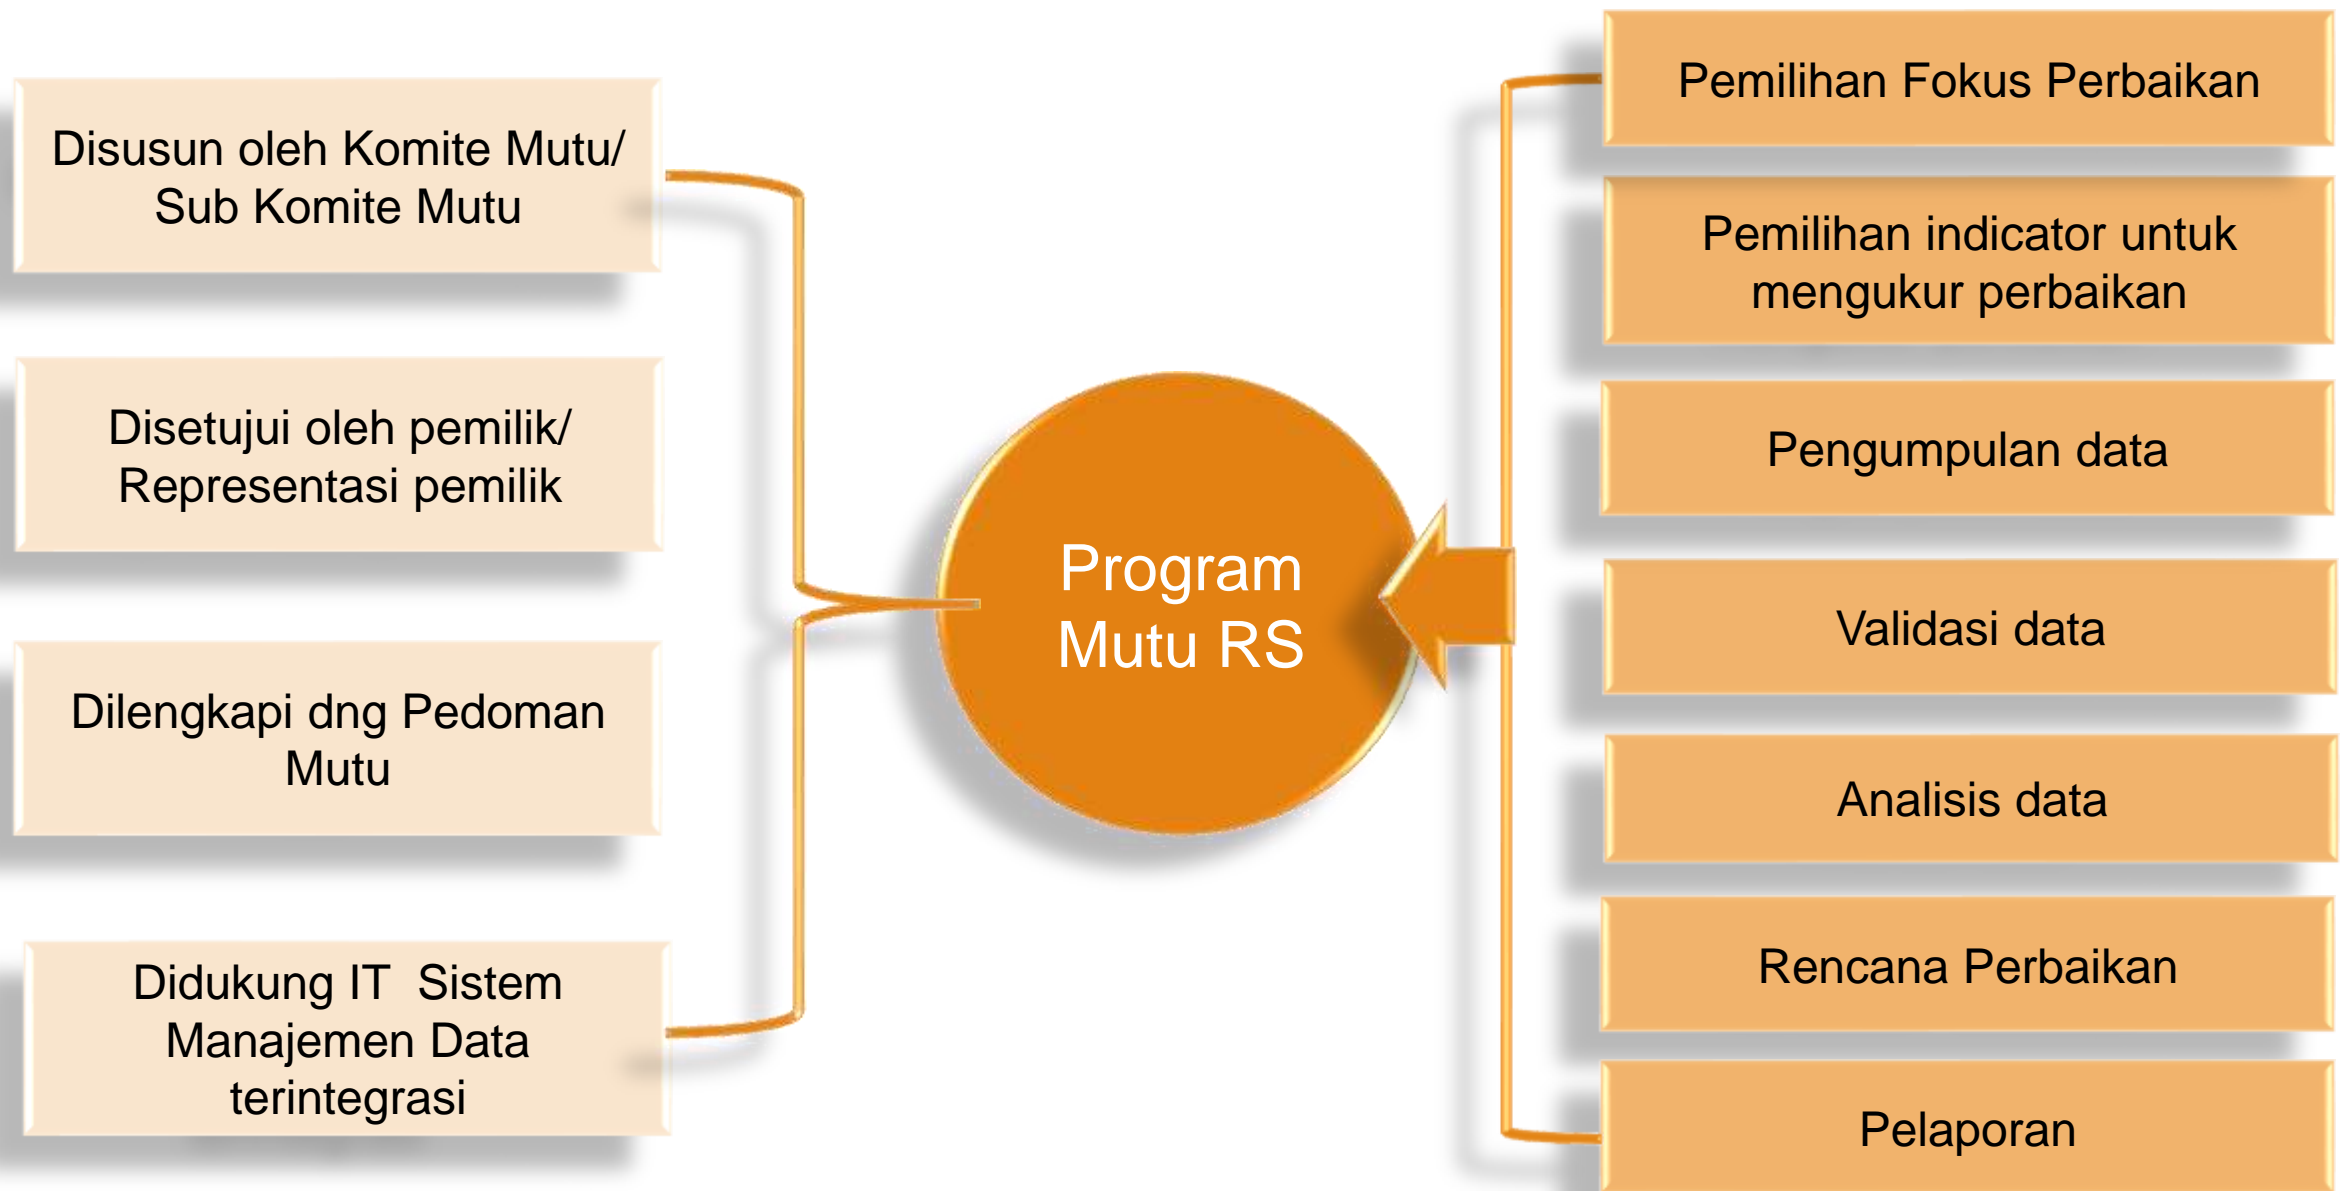 Disusun oleh Komite Mutu/
Sub Komite Mutu
Disetujui oleh pemilik/
Representasi pemilik
Dilengkapi dng Pedoman
Mutu
Didukung IT Sistem
Manajemen Data
terintegrasi
Program
Mutu RS
Pemilihan Fokus Perbaikan
Pemilihan indicator untuk
mengukur perbaikan
Pengumpulan data
Validasi data
Analisis data
Rencana Perbaikan
Pelaporan